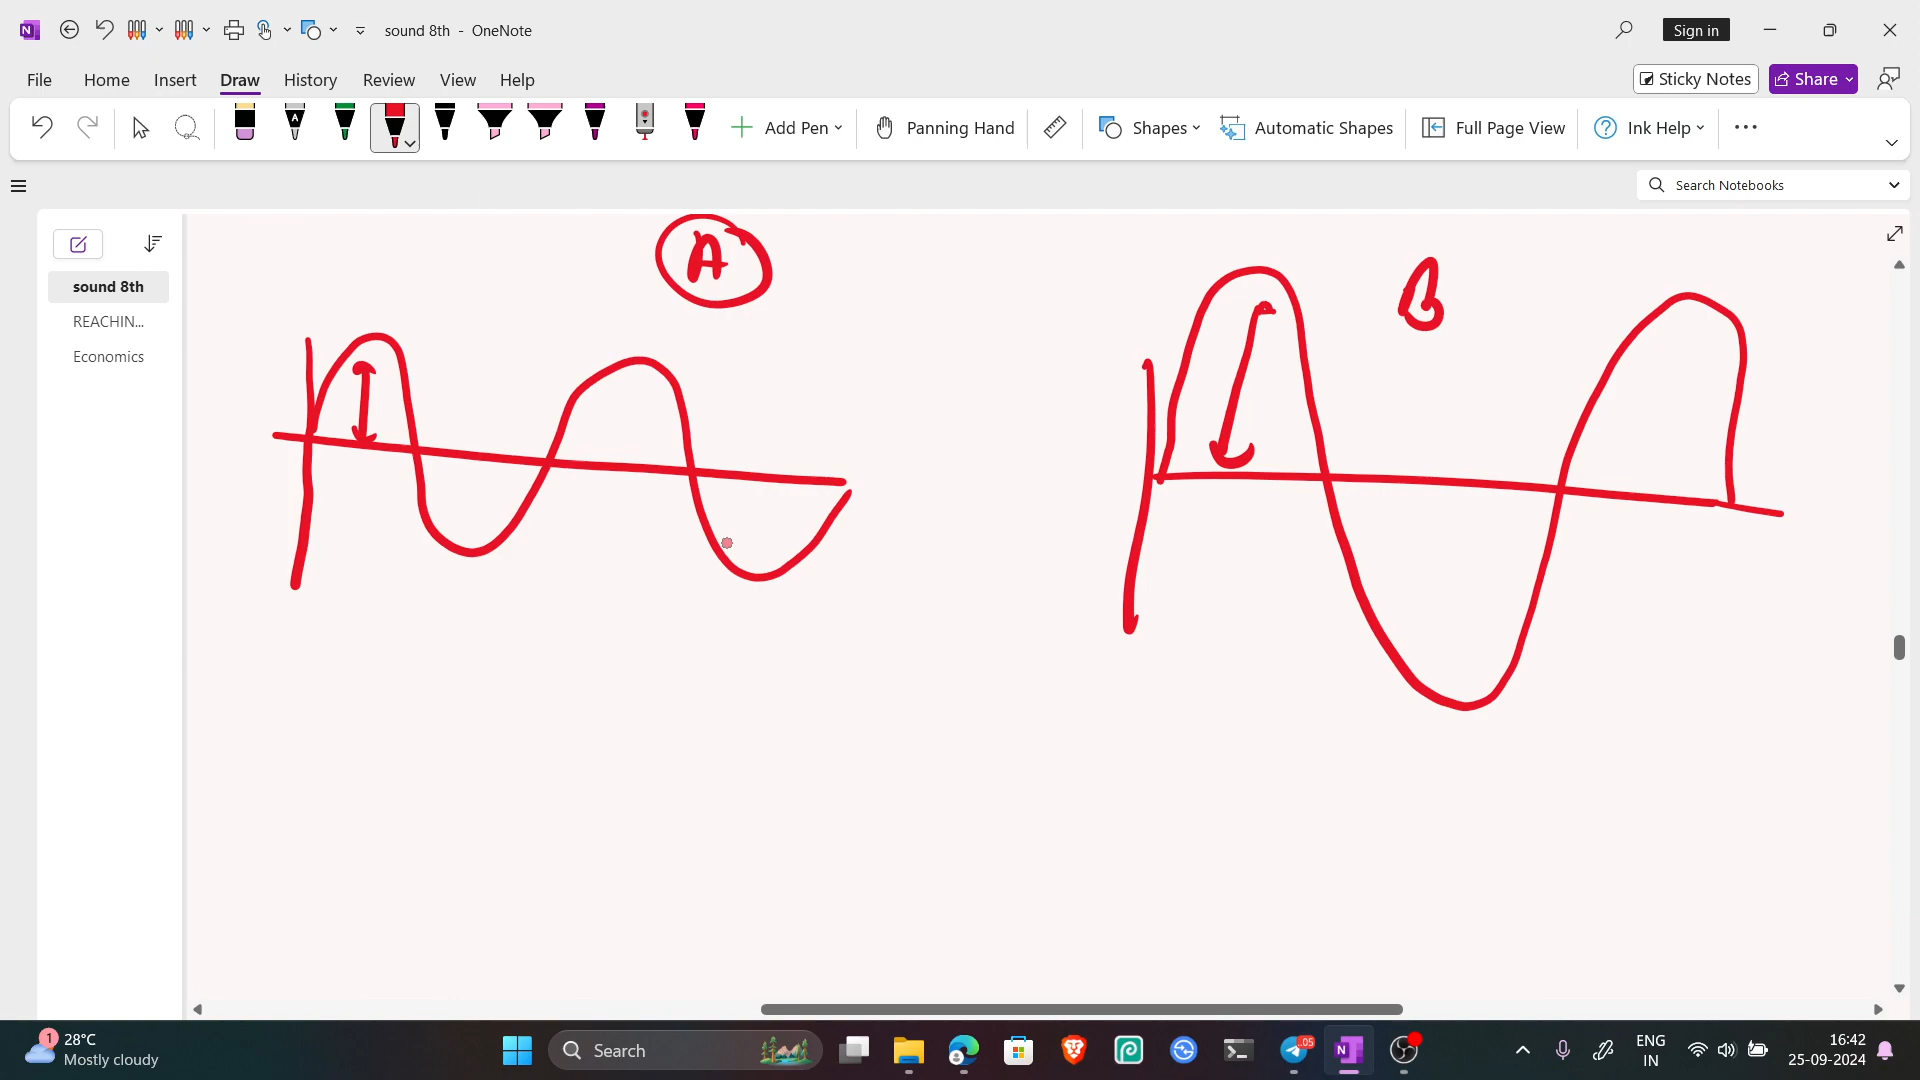 sound 8th - OneNote
Sign in
File Home Insert Draw History Review View Help
Sticky Notes Share
A
Add Pen Panning Hand Shapes Automatic Shapes Full Page View Ink Help
Search Notebooks
sound 8th
REACHIN...
Economics
A
B
1 28°C
Mostly cloudy
Search
.05
ENG
IN
16:42
25-09-2024